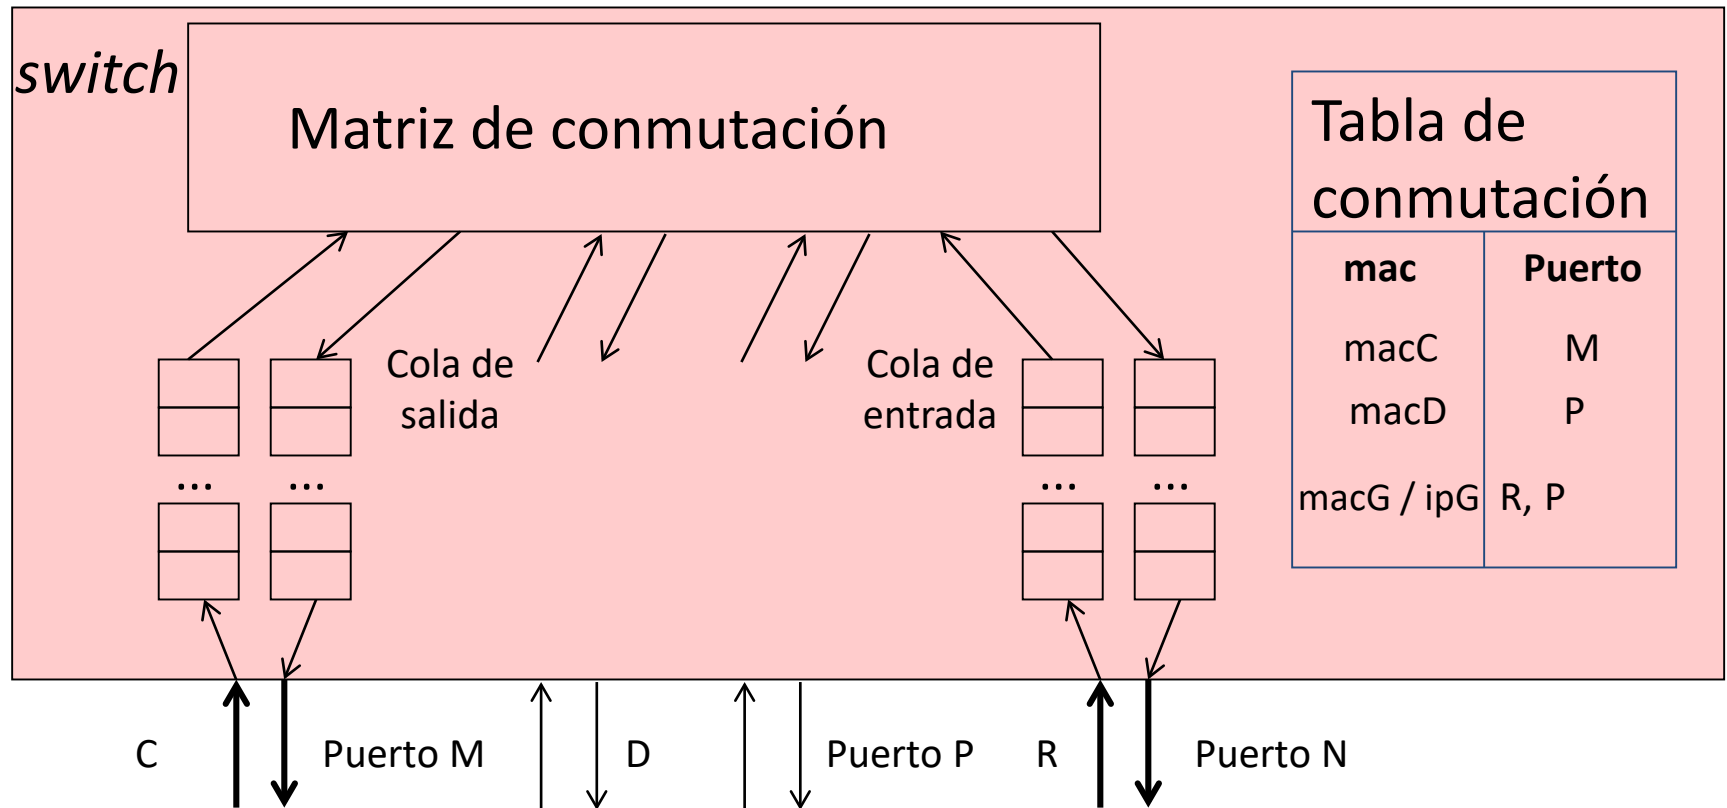 switch
Matriz de conmutación
Tabla de
conmutación
mac Puerto
macC M
macD P
macG / ipG R, P
Cola de
salida
Cola de
entrada
... ... ... ...
C Puerto M D Puerto P R Puerto N